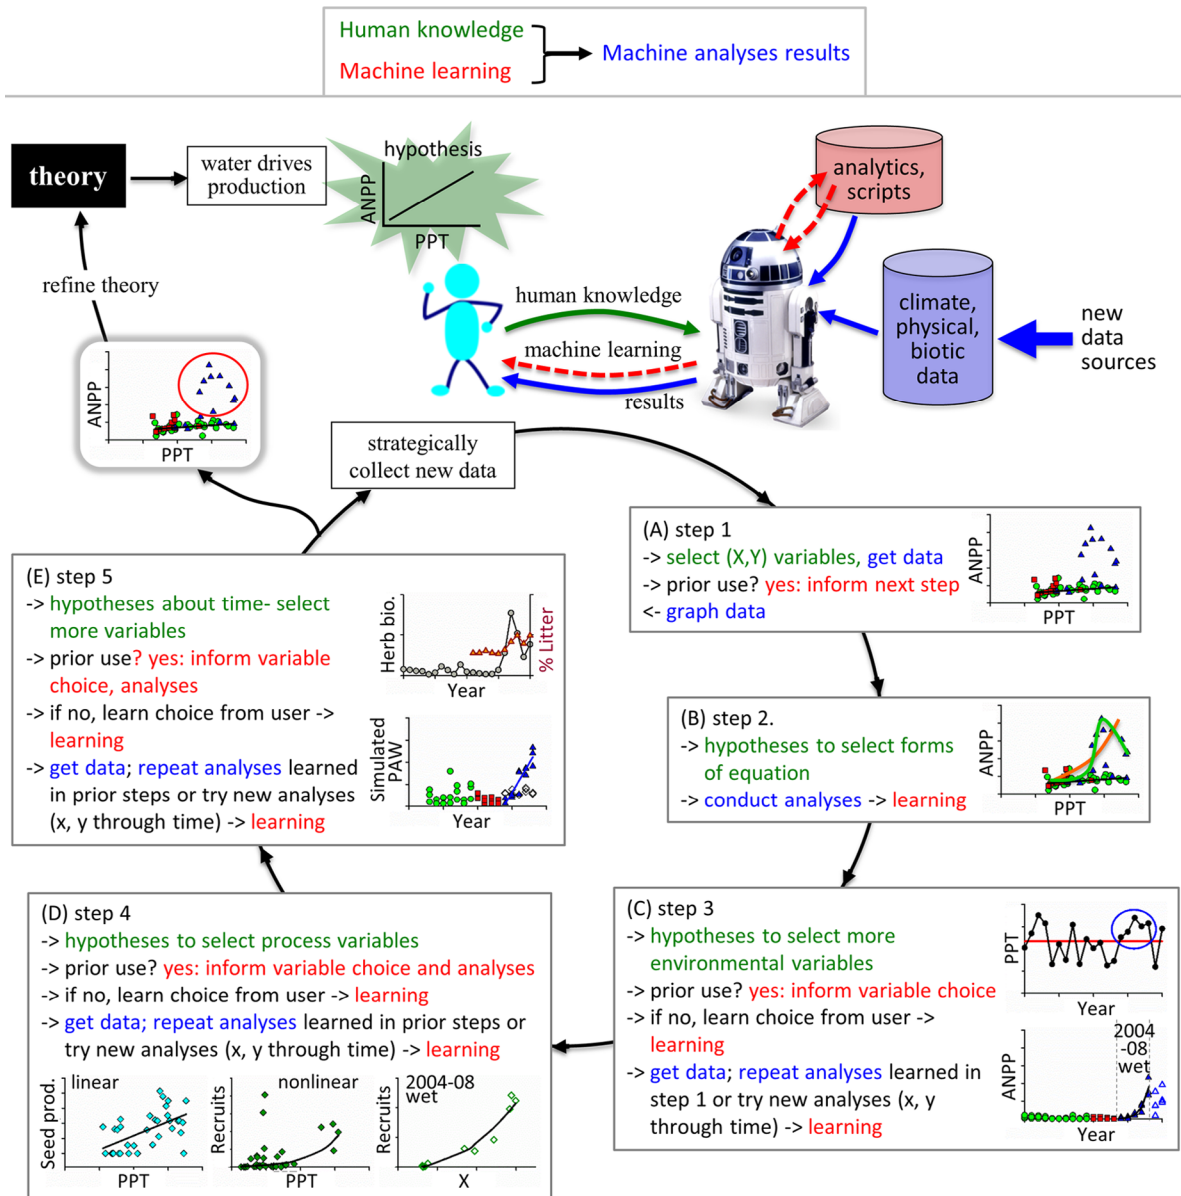 Human knowledge
Machine learning
Machine analyses results
theory
water drives
production
hypothesis
ANPP
PPT
analytics,
scripts
refine theory
human knowledge
machine learning
results
climate,
physical,
biotic
data
new
data
sources
ANPP
PPT
strategically
collect new data
(A) step 1
-> select (X,Y) variables, get data
-> prior use? yes: inform next step
<- graph data
ANPP
PPT
(B) step 2.
-> hypotheses to select forms
of equation
-> conduct analyses -> learning
ANPP
PPT
(C) step 3
-> hypotheses to select more
environmental variables
-> prior use? yes: inform variable choice
-> if no, learn choice from user ->
learning
-> get data; repeat analyses learned in
step 1 or try new analyses (x, y
through time) -> learning
PPT
Year
2004
-08
wet
ANPP
Year
(D) step 4
-> hypotheses to select process variables
-> prior use? yes: inform variable choice and analyses
-> if no, learn choice from user -> learning
-> get data; repeat analyses learned in prior steps or
try new analyses (x, y through time) -> learning
linear
Seed prod.
PPT
nonlinear
Recruits
PPT
2004-08
wet
Recruits
X
(E) step 5
-> hypotheses about time- select
more variables
-> prior use? yes: inform variable
choice, analyses
-> if no, learn choice from user ->
learning
-> get data; repeat analyses learned
in prior steps or try new analyses
(x, y through time) -> learning
Herb bio.
% Litter
Year
Simulated
PAW
Year